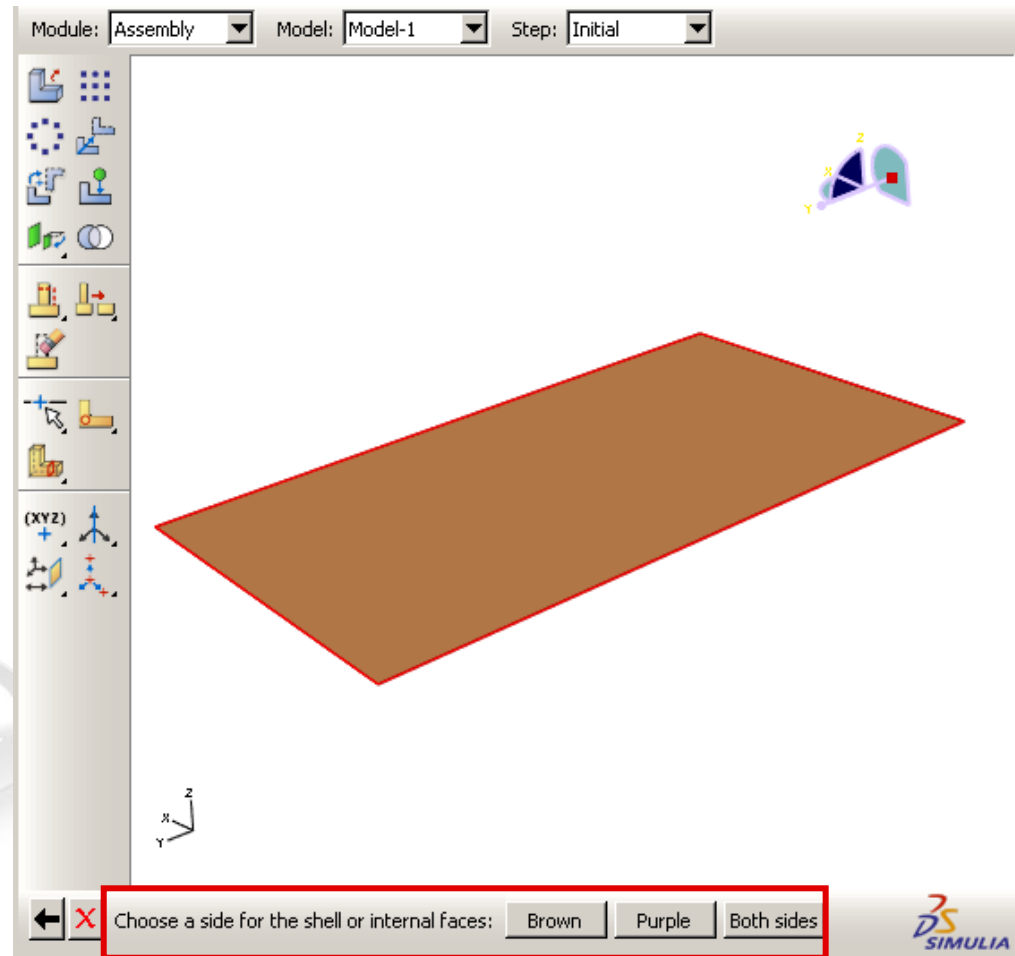 Module: Assembly Model: Model-1 Step: Initial
Z
X
Y
(XYZ)
Z
X
Y
X Choose a side for the shell or internal faces: Brown Purple Both sides
SIMULIA